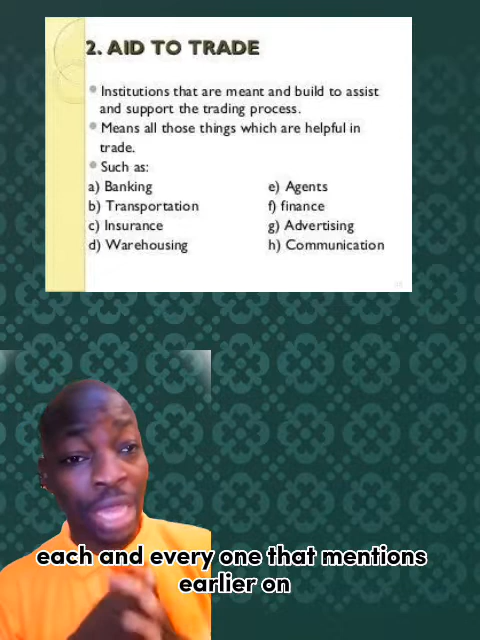 2. AID TO TRADE
Institutions that are meant and build to assist
and support the trading process.
Means all those things which are helpful in
trade.
Such as:
a) Banking
b) Transportation
c) Insurance
d) Warehousing
e) Agents
f) finance
g) Advertising
h) Communication
each and every one that mentions
earlier on